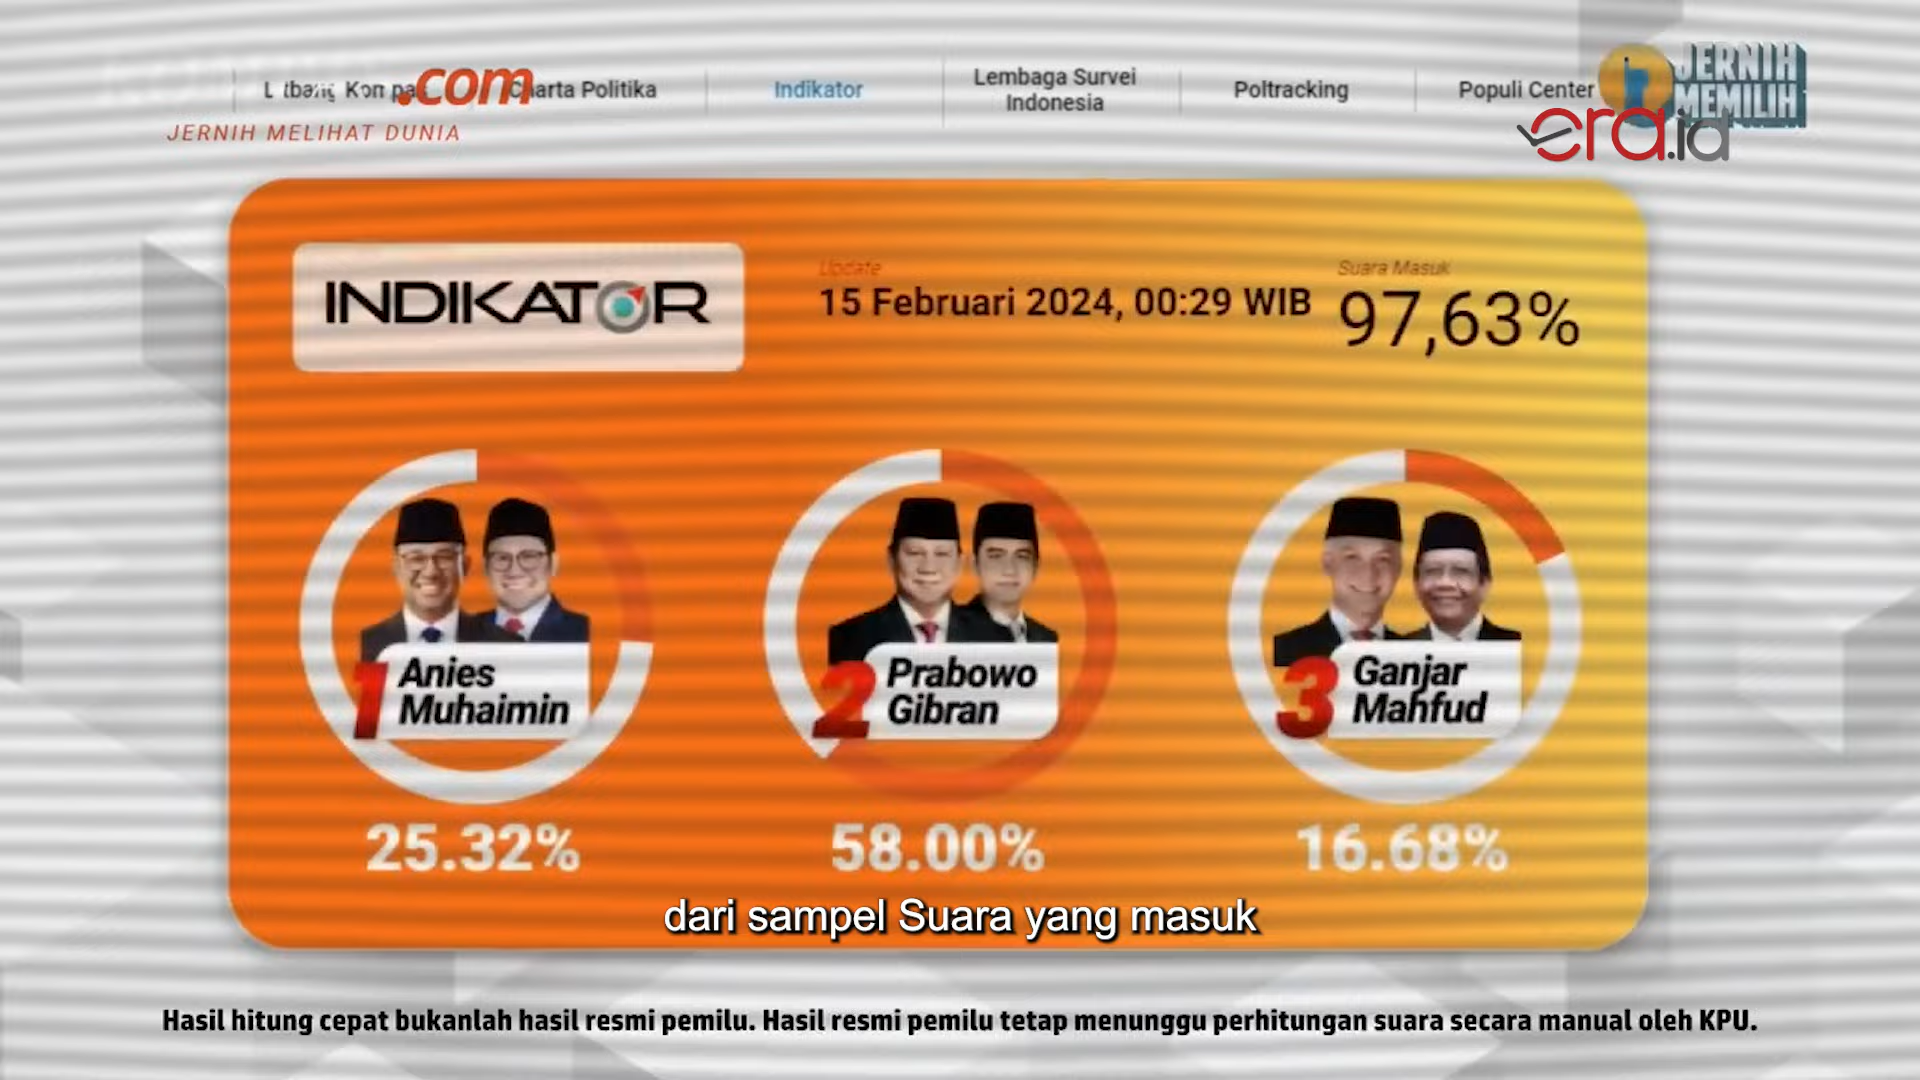 Litbang Kompas
.com
Charta Politika
Indikator
Lembaga Survei
Indonesia
Poltracking
Populi Center
JERNIH
MEMILIH
JERNIH MELIHAT DUNIA
era.id
INDIKATOR
Update
15 Februari 2024, 00:29 WIB
Suara Masuk
97,63%
1 Anies
Muhaimin
25.32%
2 Prabowo
Gibran
58.00%
3 Ganjar
Mahfud
16.68%
dari sampel Suara yang masuk
Hasil hitung cepat bukanlah hasil resmi pemilu. Hasil resmi pemilu tetap menunggu perhitungan suara secara manual oleh KPU.